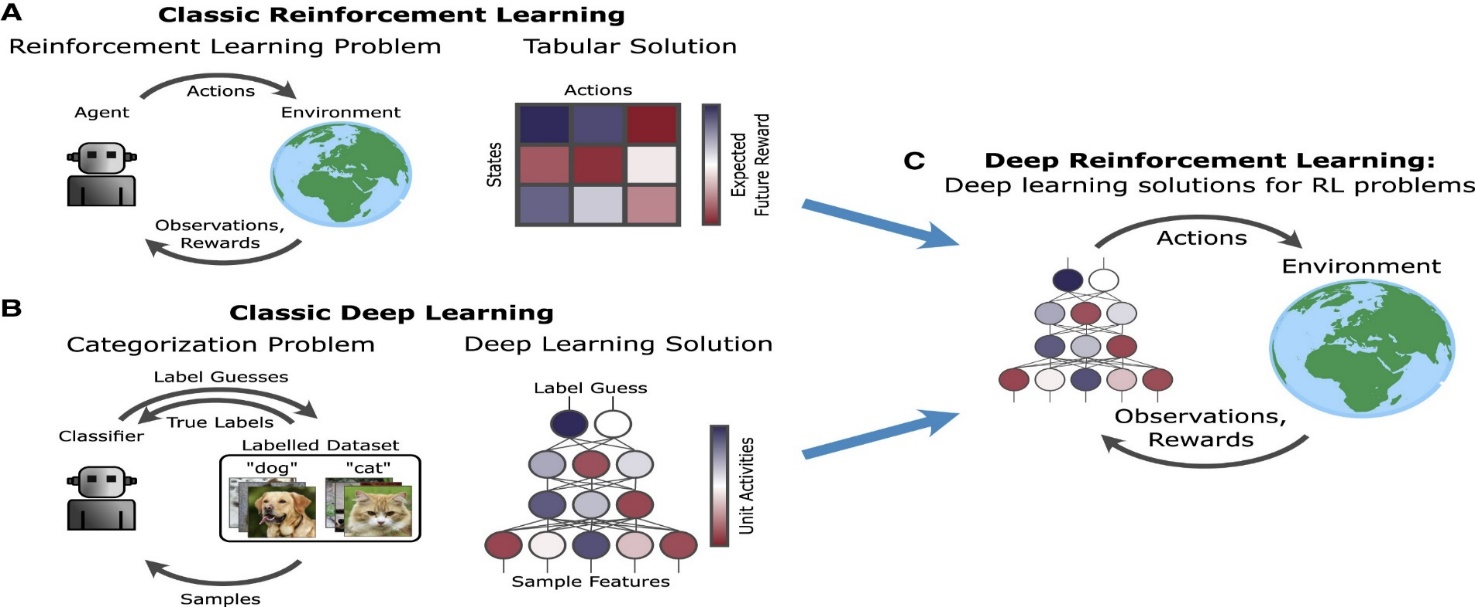 A
Classic Reinforcement Learning
Reinforcement Learning Problem
Actions
Agent
Environment
Observations,
Rewards
Tabular Solution
Actions
States
Expected
Future Reward
B
Classic Deep Learning
Categorization Problem
Label Guesses
True Labels
Classifier
Labelled Dataset
"dog" "cat"
Samples
Deep Learning Solution
Label Guess
Unit Activities
Sample Features
C
Deep Reinforcement Learning:
Deep learning solutions for RL problems
Actions
Environment
Observations,
Rewards